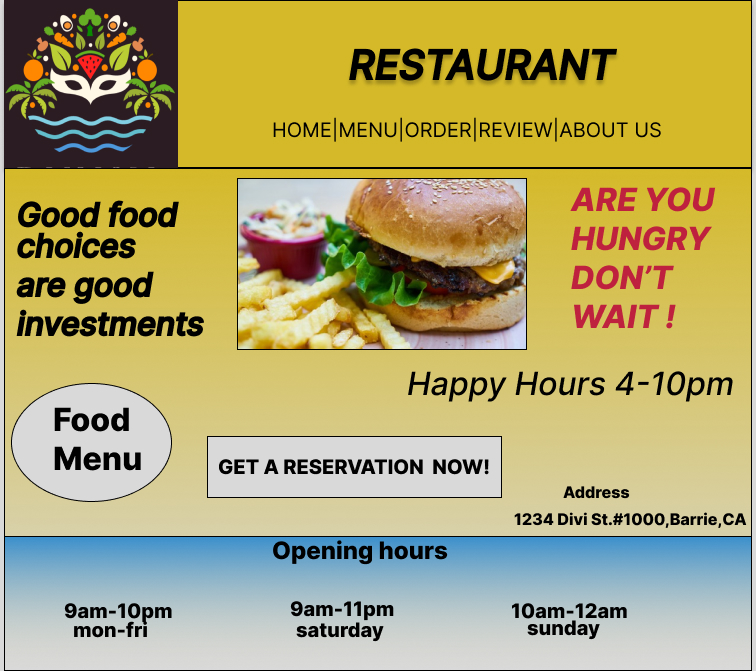 RESTAURANT
HOME|MENU|ORDER|REVIEW|ABOUT US
Good food
choices
are good
investments
ARE YOU
HUNGRY
DON'T
WAIT !
Happy Hours 4-10pm
Food
Menu
GET A RESERVATION NOW!
Address
1234 Divi St.#1000,Barrie,CA
Opening hours
9am-10pm
mon-fri
9am-11pm
saturday
10am-12am
sunday